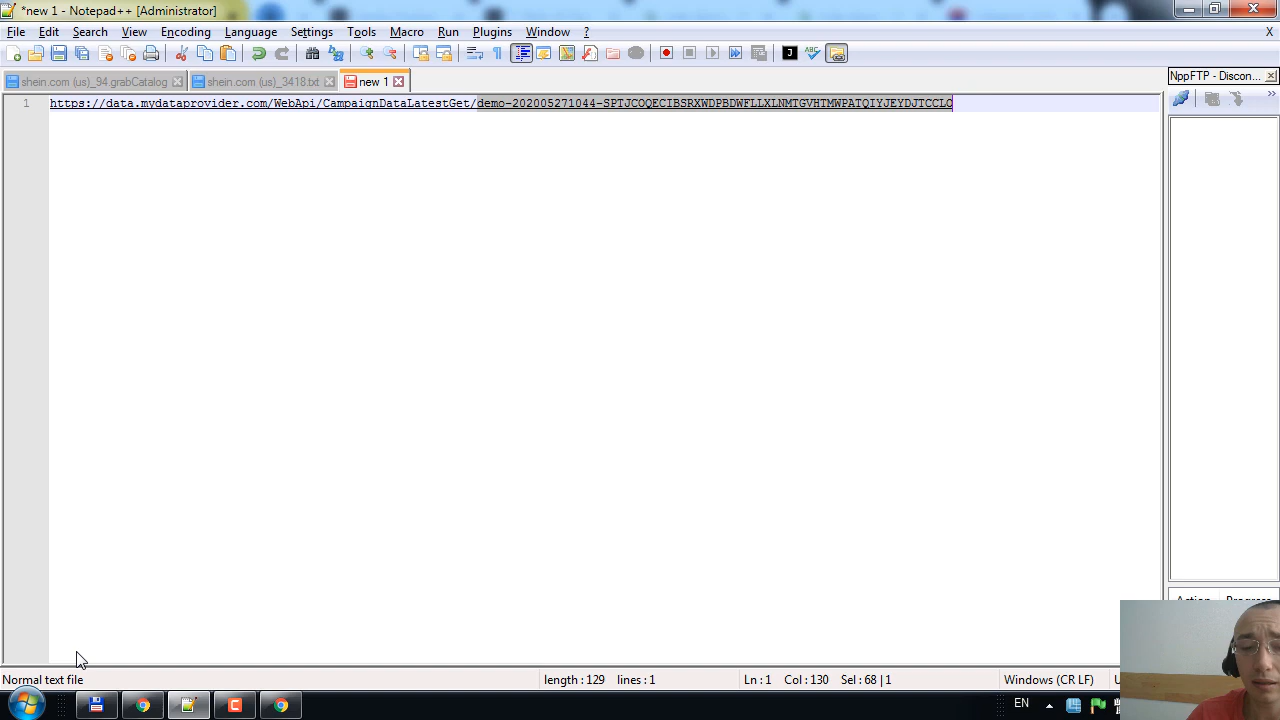 *new 1 - Notepad++ [Administrator]
File Edit Search View Encoding Language Settings Tools Macro Run Plugins Window ? X
shein.com (us)_94.grabCatalog shein.com (us)_3418.txt new 1
NppFTP - Discon...
1 https://data.mydataprovider.com/WebApi/CampaignDataLatestGet/demo-202005271044-SPTJCOQECIBSRXWDPBDWFLLXLNMTGVHTMWPATQIYJEYDJTCCLO
Action Progress
Normal text file length : 129 lines : 1 Ln : 1 Col : 130 Sel : 68 | 1 Windows (CR LF) U
EN